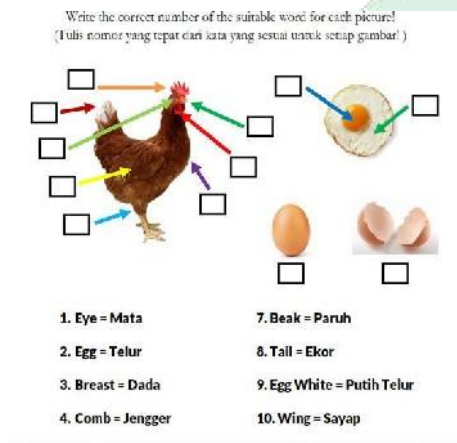 Write the correct number of the suitable word for each picture!
(Tulis nomor yang tepat dari kata yang sesuai untuk setiap gambar! )
1. Eye = Mata
2. Egg = Telur
3. Breast = Dada
4. Comb = Jengger
7. Beak = Paruh
8. Tail = Ekor
9. Egg White = Putih Telur
10. Wing = Sayap